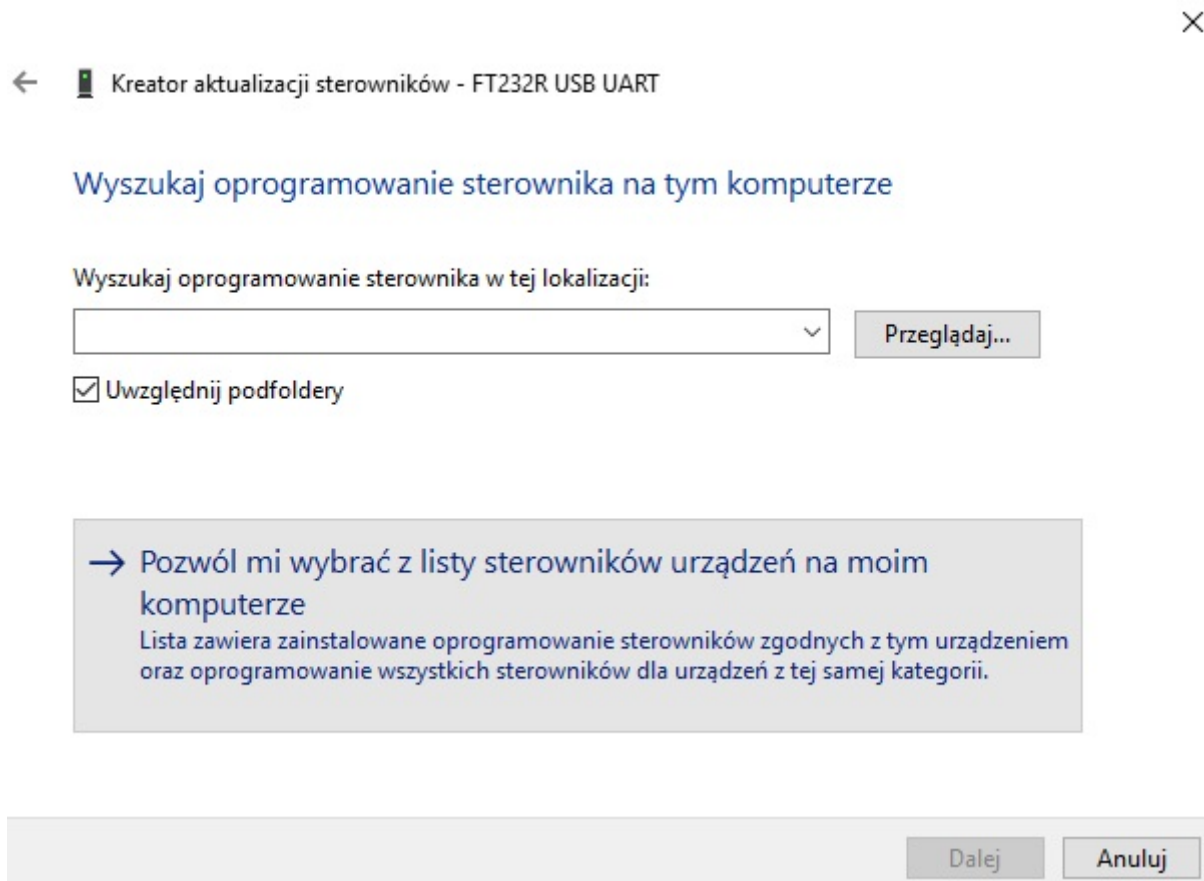 Kreator aktualizacji sterowników - FT232R USB UART
Wyszukaj oprogramowanie sterownika na tym komputerze
Wyszukaj oprogramowanie sterownika w tej lokalizacji:
Przeglądaj...
Uwzględnij podfoldery
Pozwól mi wybrać z listy sterowników urządzeń na moim
komputerze
Lista zawiera zainstalowane oprogramowanie sterowników zgodnych z tym urządzeniem
oraz oprogramowanie wszystkich sterowników dla urządzeń z tej samej kategorii.
Dalej
Anuluj